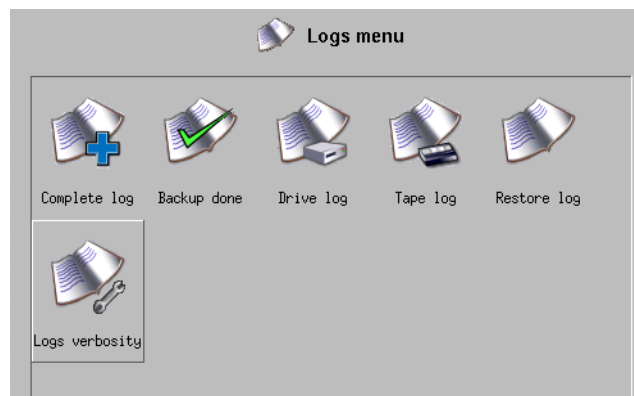 Logs menu
Complete log
Backup done
Drive log
Tape log
Restore log
Logs verbosity